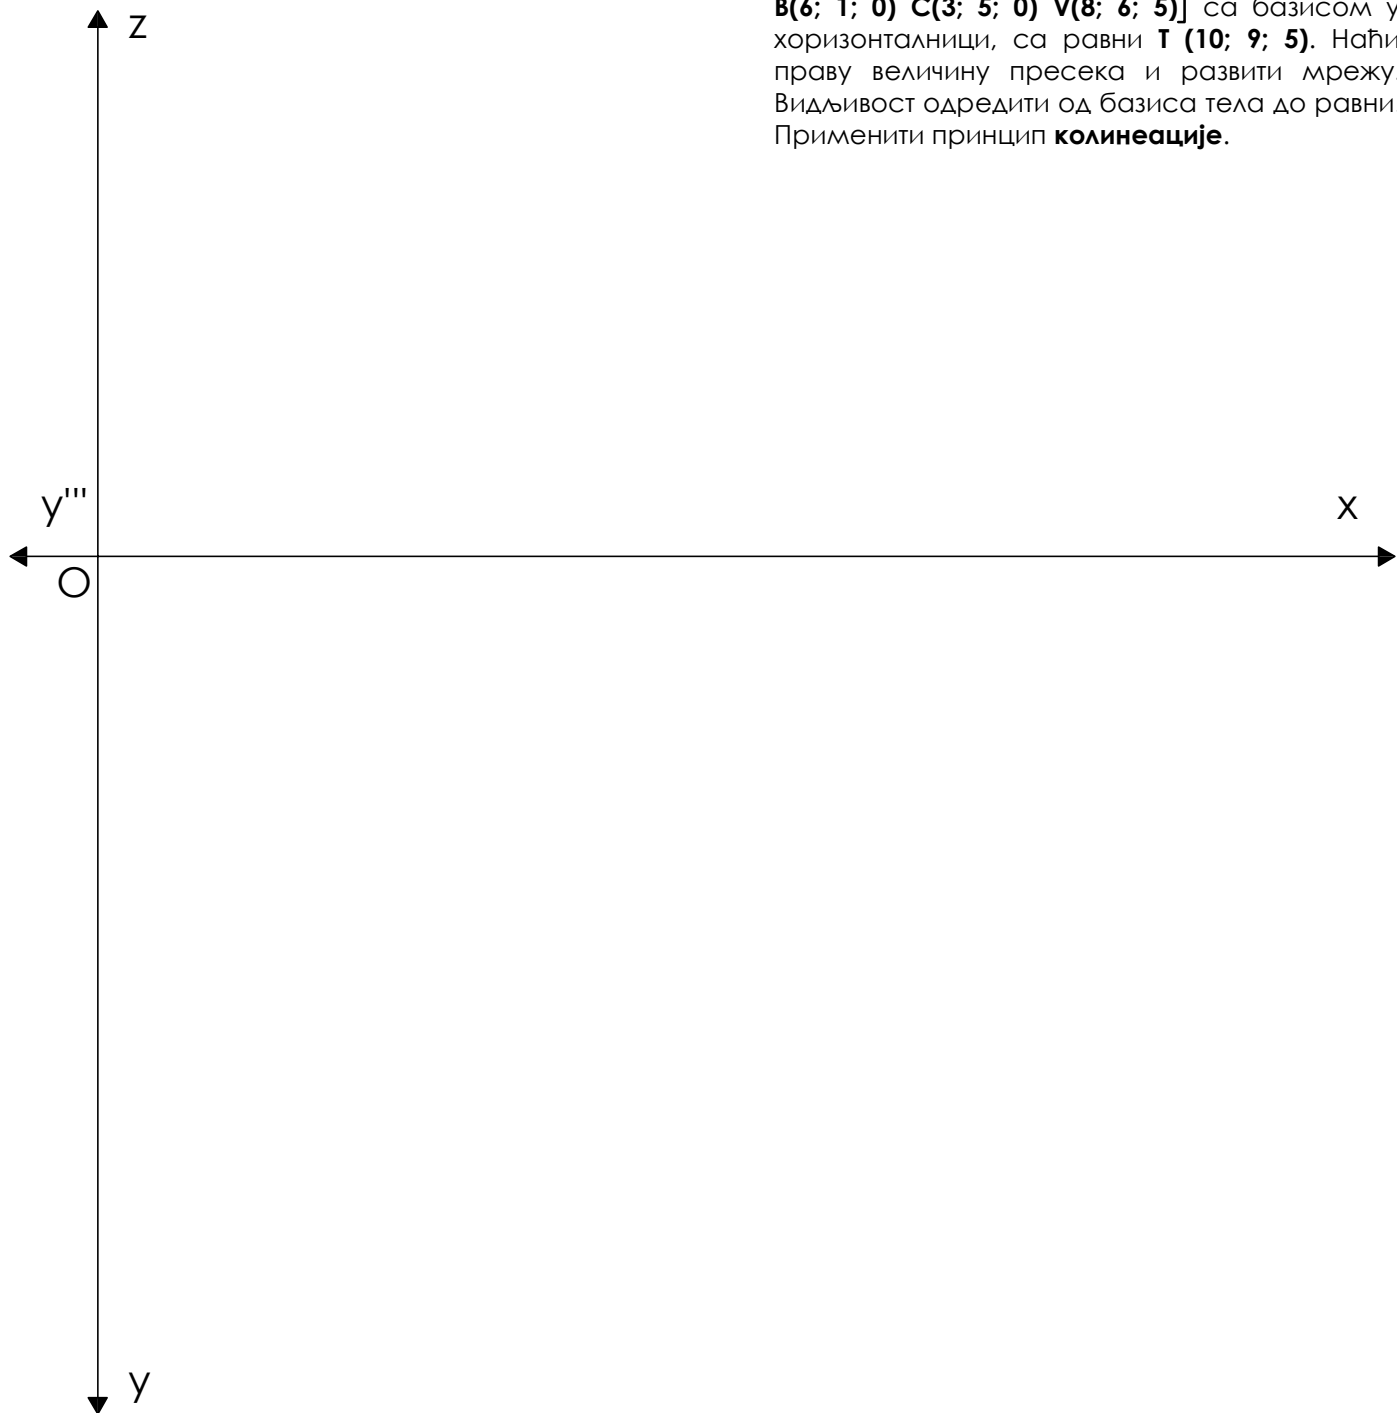 B(6; 1; 0) C(3; 5; 0) V(8; 6; 5)] са базисом у
хоризонталници, са равни T (10; 9; 5). Наћи
праву величину пресека и развити мрежу.
Видљивост одредити од базиса тела до равни
Применити принцип колинеације.
z
y'''
x
O
y